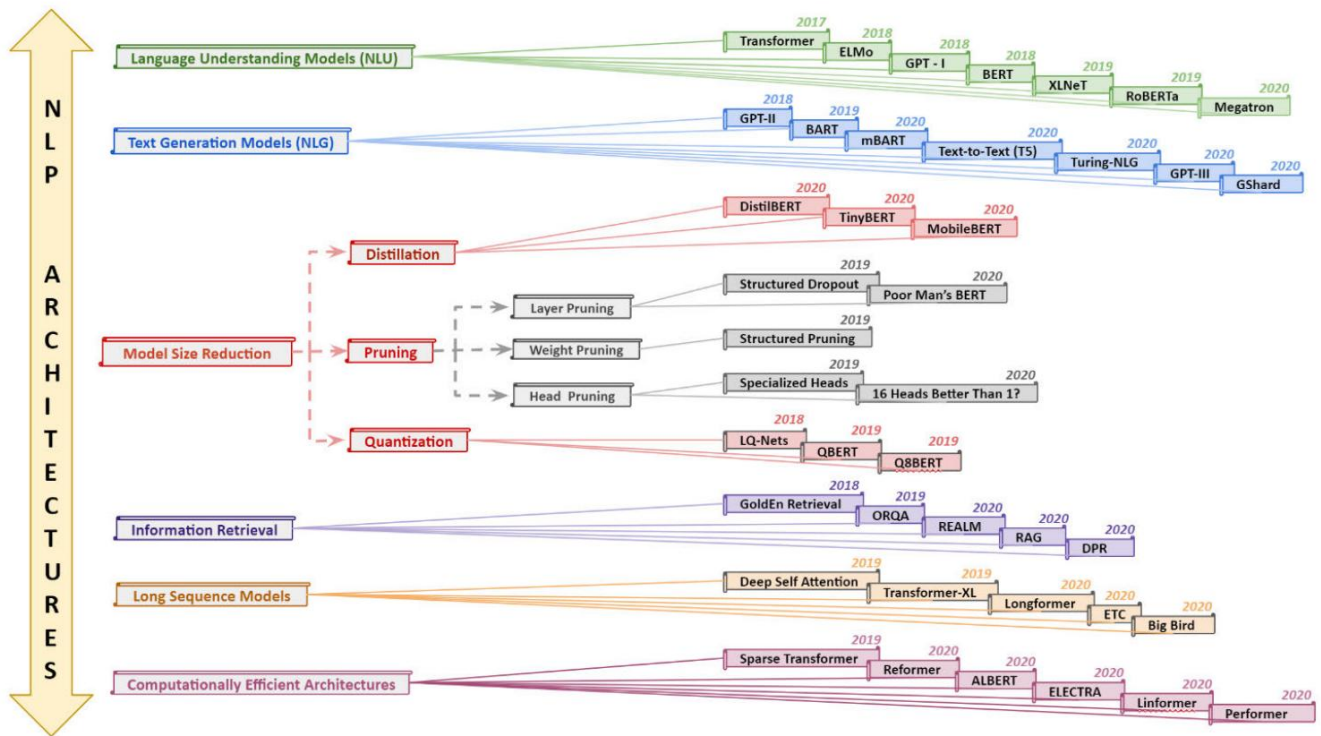 NLP ARCHITECTURES
Language Understanding Models (NLU)
2017
Transformer
2018
ELMo
2018
GPT - I
2018
BERT
2019
XLNeT
2019
RoBERTa
2020
Megatron
Text Generation Models (NLG)
2018
GPT-II
2019
BART
2020
mBART
2020
Text-to-Text (T5)
2020
Turing-NLG
2020
GPT-III
2020
GShard
Model Size Reduction
Distillation
2020
DistilBERT
2020
TinyBERT
2020
MobileBERT
Pruning
Layer Pruning
2019
Structured Dropout
2020
Poor Man's BERT
Weight Pruning
2019
Structured Pruning
Head Pruning
2019
Specialized Heads
2020
16 Heads Better Than 1?
Quantization
2018
LQ-Nets
2019
QBERT
2019
Q8BERT
Information Retrieval
2018
GoldEn Retrieval
2019
ORQA
2020
REALM
2020
RAG
2020
DPR
Long Sequence Models
2019
Deep Self Attention
2019
Transformer-XL
2020
Longformer
2020
ETC
2020
Big Bird
Computationally Efficient Architectures
2019
Sparse Transformer
2020
Reformer
2020
ALBERT
2020
ELECTRA
2020
Linformer
2020
Performer